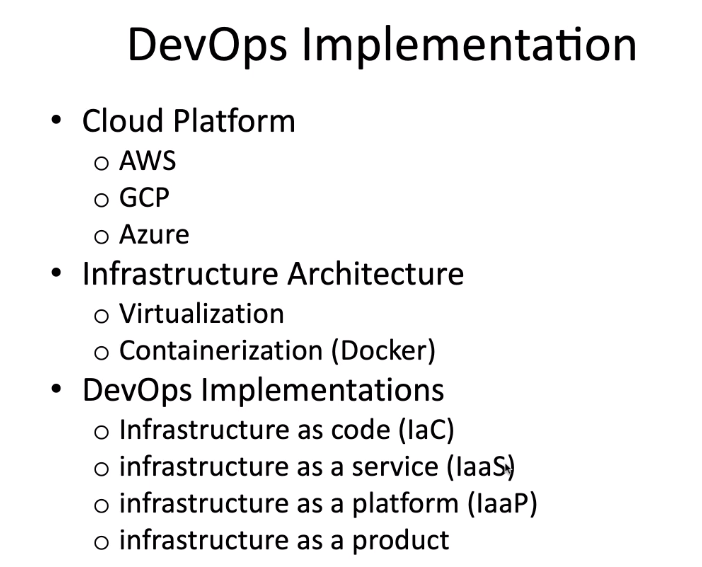 DevOps Implementation
• Cloud Platform
o AWS
o GCP
o Azure
• Infrastructure Architecture
o Virtualization
o Containerization (Docker)
• DevOps Implementations
o Infrastructure as code (IaC)
o infrastructure as a service (IaaS)
o infrastructure as a platform (IaaP)
o infrastructure as a product